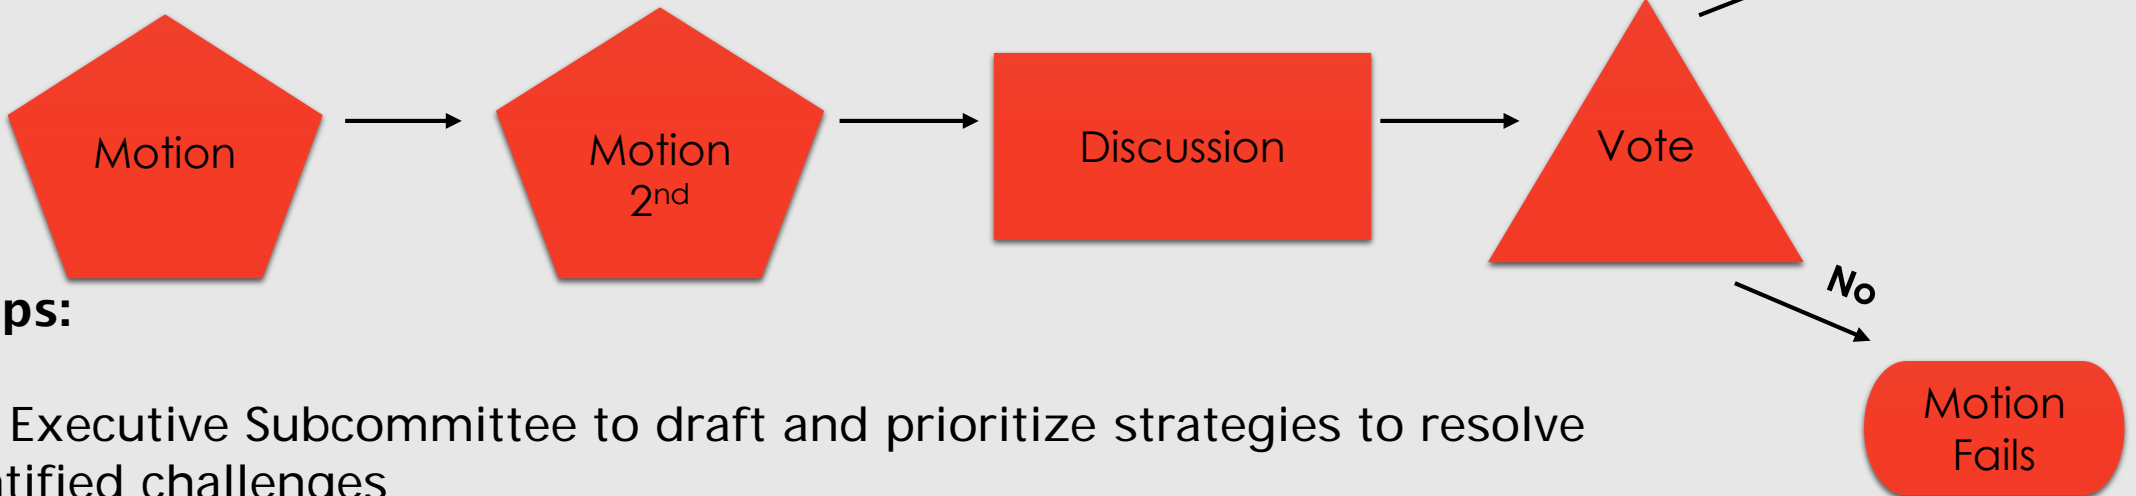 Motion
Motion
2nd
Discussion
Vote
No
ps:
Motion
Fails
Executive Subcommittee to draft and prioritize strategies to resolve
ntified challenges